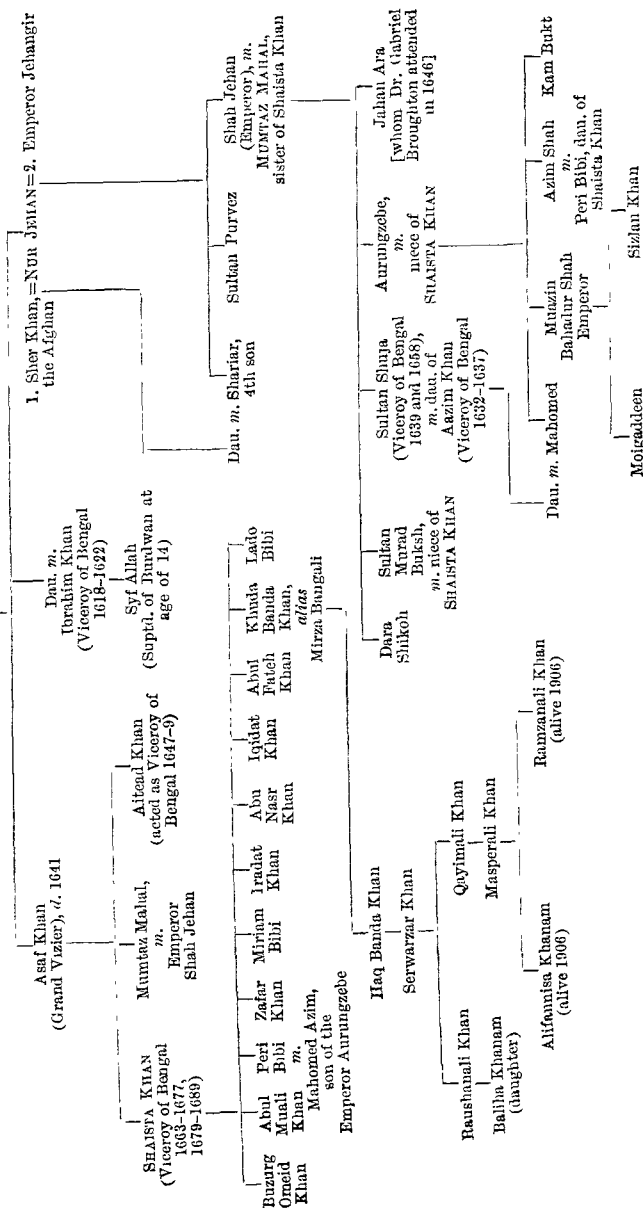 Asaf Khan
(Grand Vizier), d. 1641
Dau. m.
Ibrahim Khan
(Viceroy of Bengal
1618-1622)
1. Sher Khan, =NUR JEHAN=2. Emperor Jehangir
the Afghan
SHAISTA KHAN
(Viceroy of Bengal
1663-1677,
1679-1689)
Mumtaz Mahal,
m.
Emperor
Shah Jehan
Aitead Khan
(acted as Viceroy of
Bengal 1647-9)
Syf Allah
(Suptd. of Burdwan at
age of 14)
Dau. m. Shariar,
4th son
Sultan Purvez
Shah Jehan
(Emperor), m.
MUMTAZ MAHAL,
sister of Shaista Khan
Buzurg
Omeid
Khan
Abul
Muali
Khan
Peri
Bibi
m.
Mahomed Azim,
son of the
Emperor Aurungzebe
Zafar
Khan
Miriam
Bibi
Iradat
Khan
Abu
Nasr
Khan
Iqidat
Khan
Abul
Fateh
Khan
Khuda
Banda
Khan,
alias
Mirza Bangali
Lado
Bibi
Dara
Shikoh
Sultan
Murad
Buksh,
m. niece of
SHAISTA KHAN
Sultan Shuja
(Viceroy of Bengal
1639 and 1658),
m. dau. of
Aazim Khan
(Viceroy of Bengal
1632-1637)
Aurungzebe,
m.
niece of
SHAISTA KHAN
Jahan Ara
[whom Dr. Gabriel
Broughton attended
in 1646]
Haq Banda Khan
Serwarzar Khan
Dau. m. Mahomed
Muazin
Bahadur Shah
Emperor
Azim Shah
m.
Peri Bibi, dau. of
Shaista Khan
Kam Bukt
Raushanali Khan
Qayimali Khan
Baliha Khanam
(daughter)
Masperali Khan
Moigaddeen
Sizlan Khan
Alifannisa Khanam
(alive 1906)
Ramzanali Khan
(alive 1906)